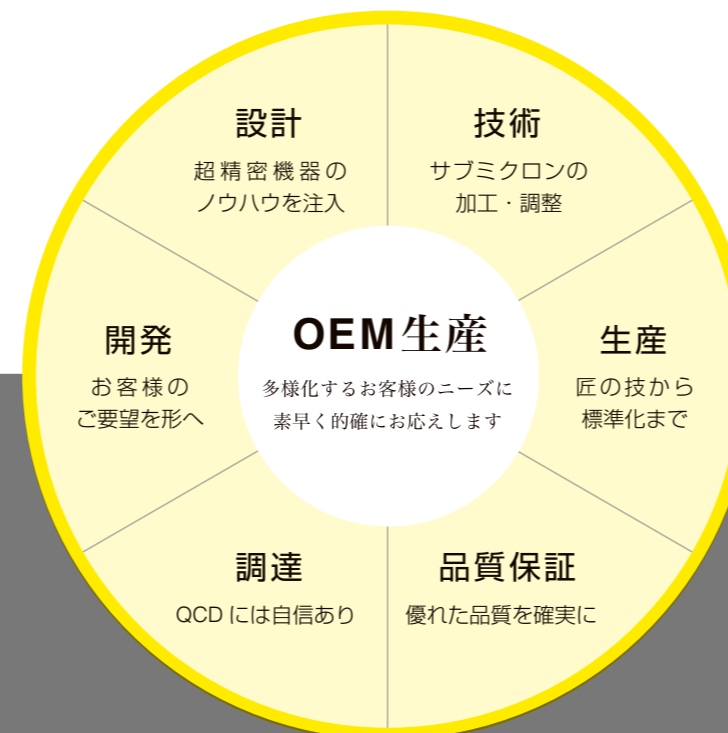 設計
超精密機器の
ノウハウを注入
技術
サブミクロンの
加工・調整
開発
お客様の
ご要望を形へ
OEM生産
多様化するお客様のニーズに
素早く的確にお応えします
生産
匠の技から
標準化まで
調達
QCDには自信あり
品質保証
優れた品質を確実に